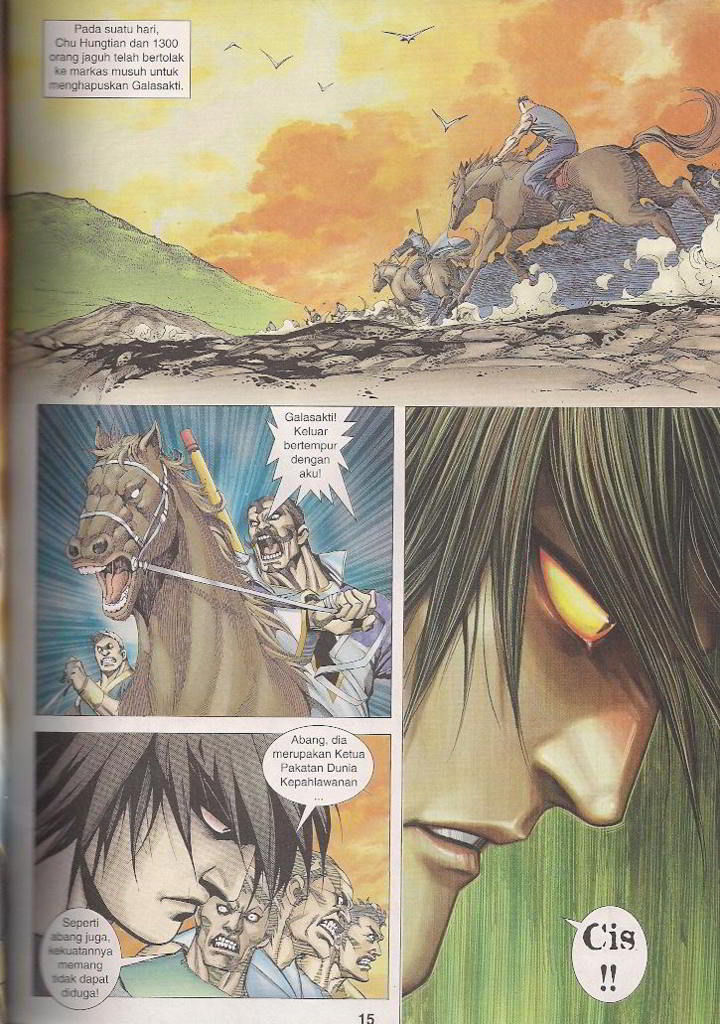 Pada suatu hari,
Chu Hungtian dan 1300
orang jaguh telah bertolak
ke markas musuh untuk
menghapuskan Galasakti.
Galasakti!
Keluar
bertempur
dengan
aku!
Abang, dia
merupakan Ketua
Pakatan Dunia
Kepahlawanan
...
Seperti
abang juga,
kekuatannya
memang
tidak dapat
diduga!
Cis
!!
15